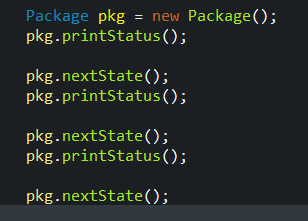 Package pkg = new Package();
pkg.printStatus();
pkg.nextState();
pkg.printStatus();
pkg.nextState();
pkg.printStatus();
pkg.nextState();